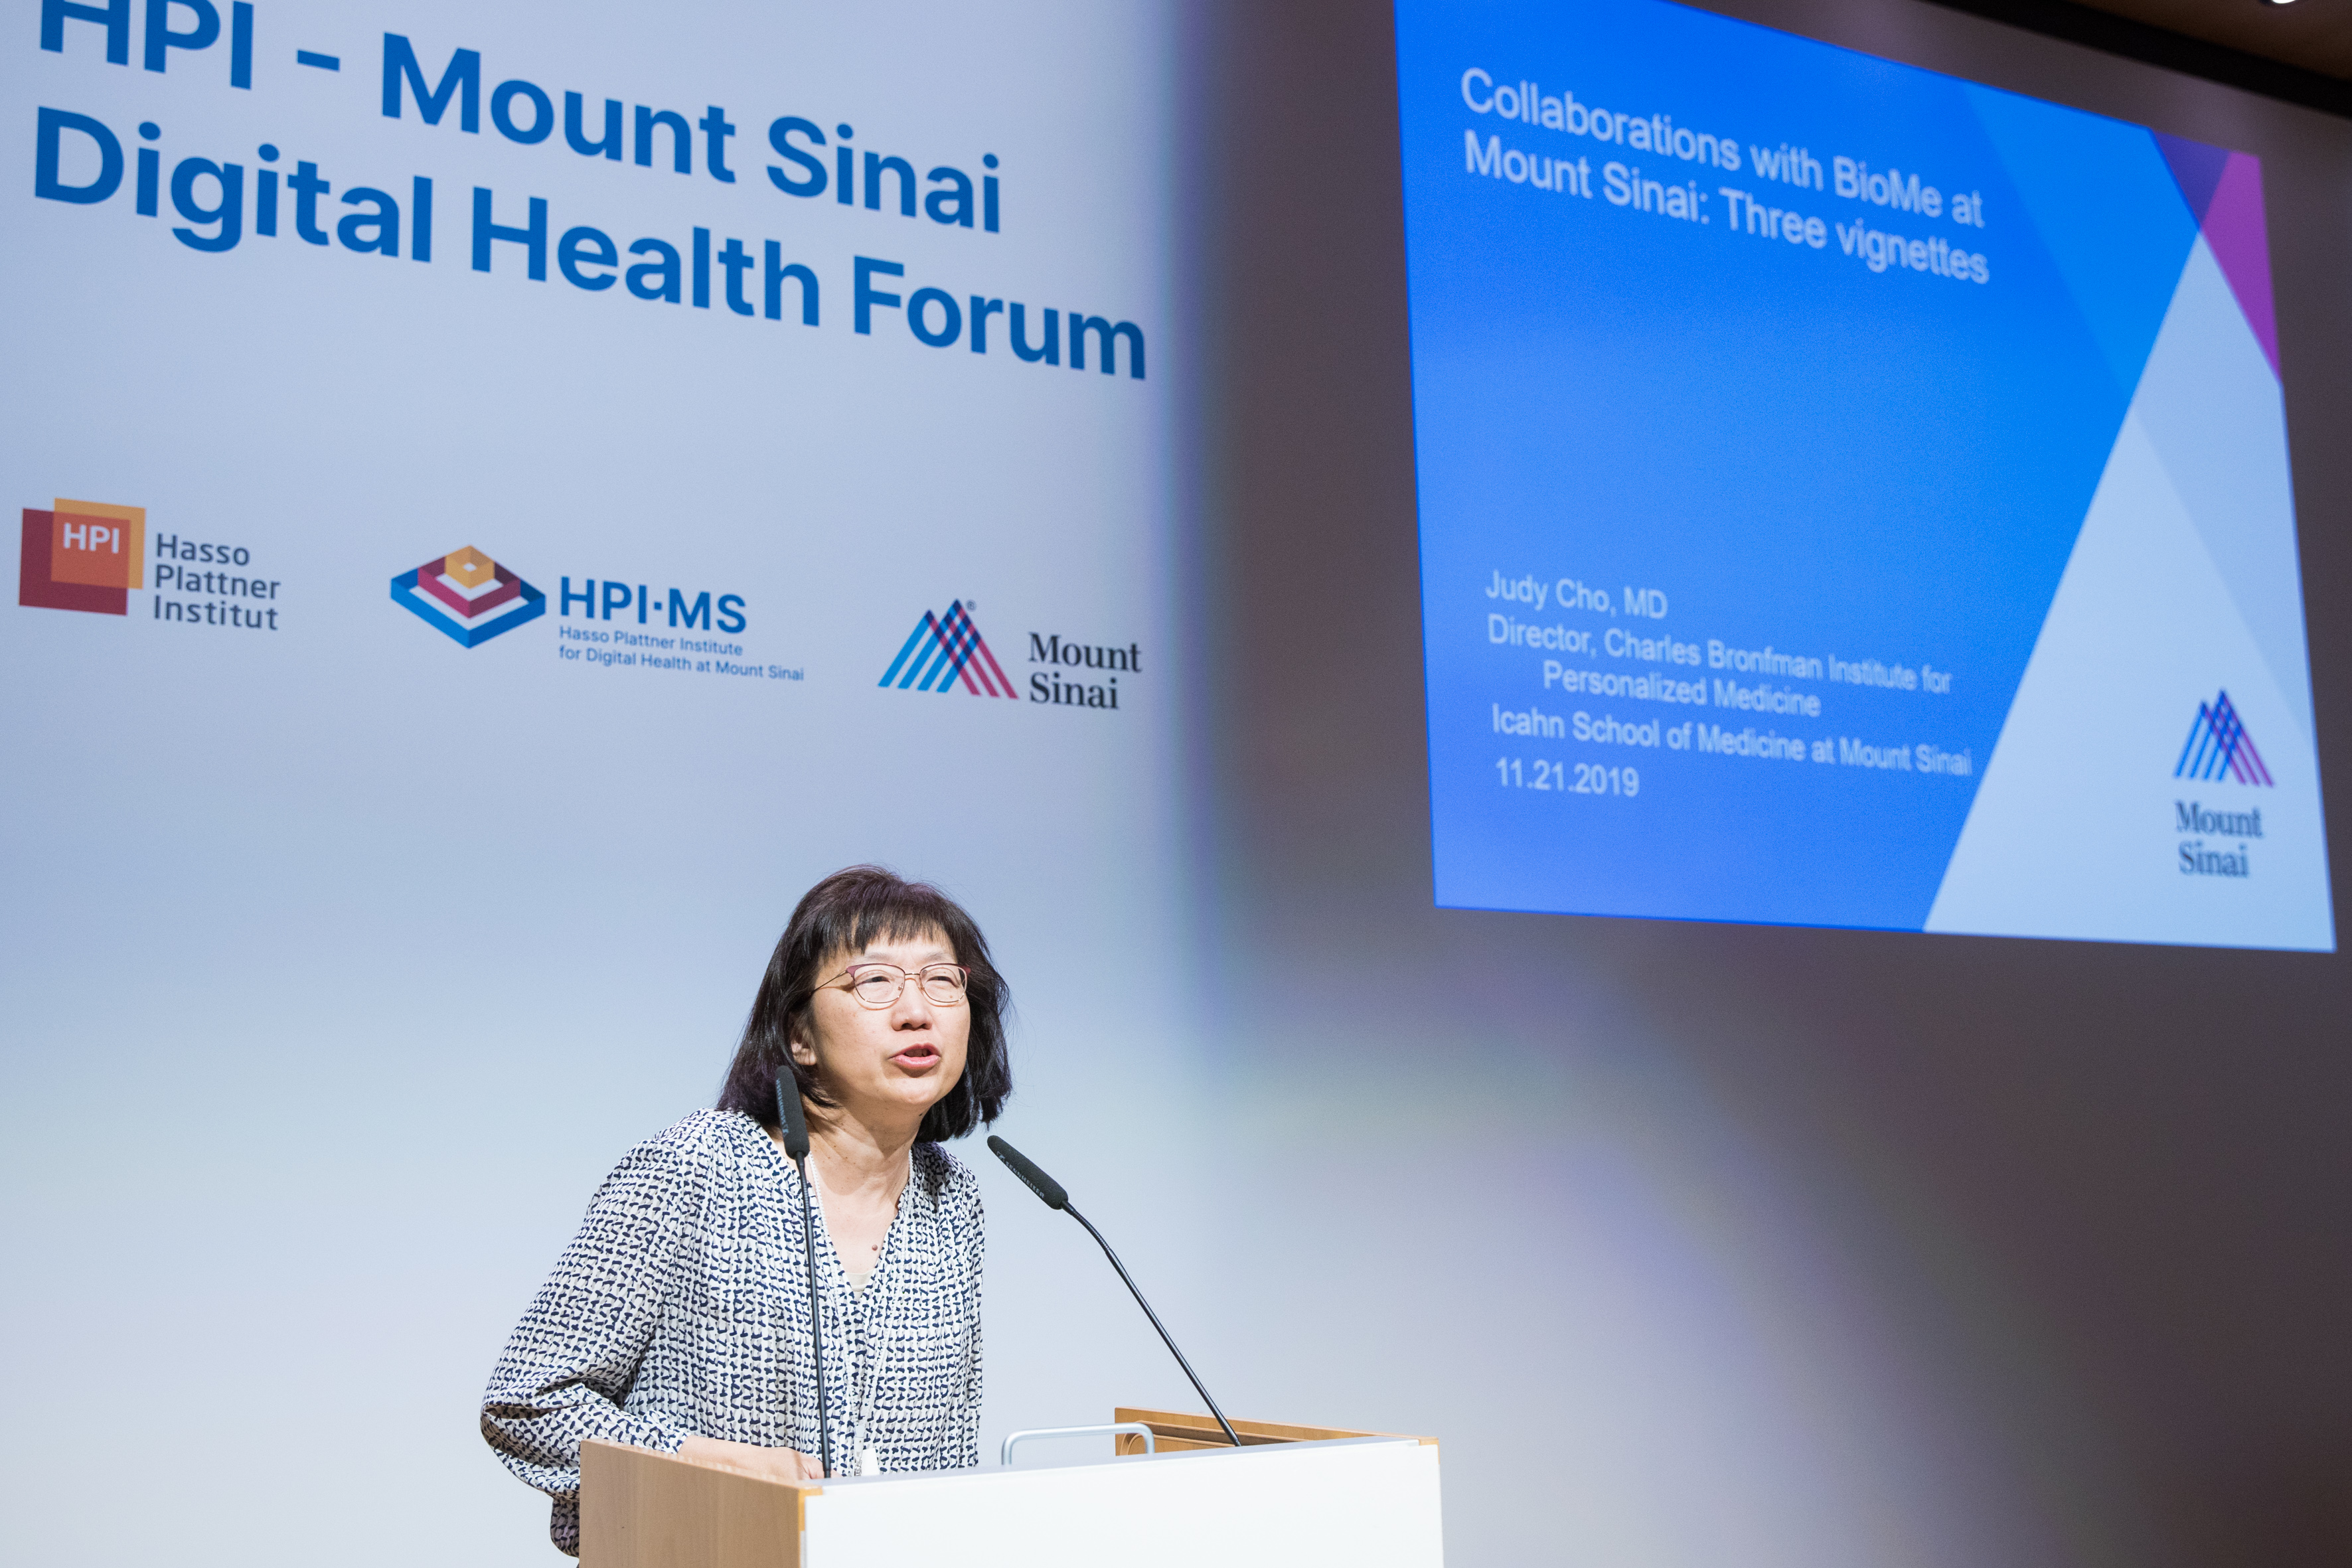 HPI - Mount Sinai
Digital Health Forum
HPI
Hasso
Plattner
Institut
HPI·MS
Hasso Plattner Institute
for Digital Health at Mount Sinai
®
Mount
Sinai
Collaborations with BioMe at
Mount Sinai: Three vignettes
Judy Cho, MD
Director, Charles Bronfman Institute for
Personalized Medicine
Icahn School of Medicine at Mount Sinai
11.21.2019
Mount
Sinai
SENNHEISER